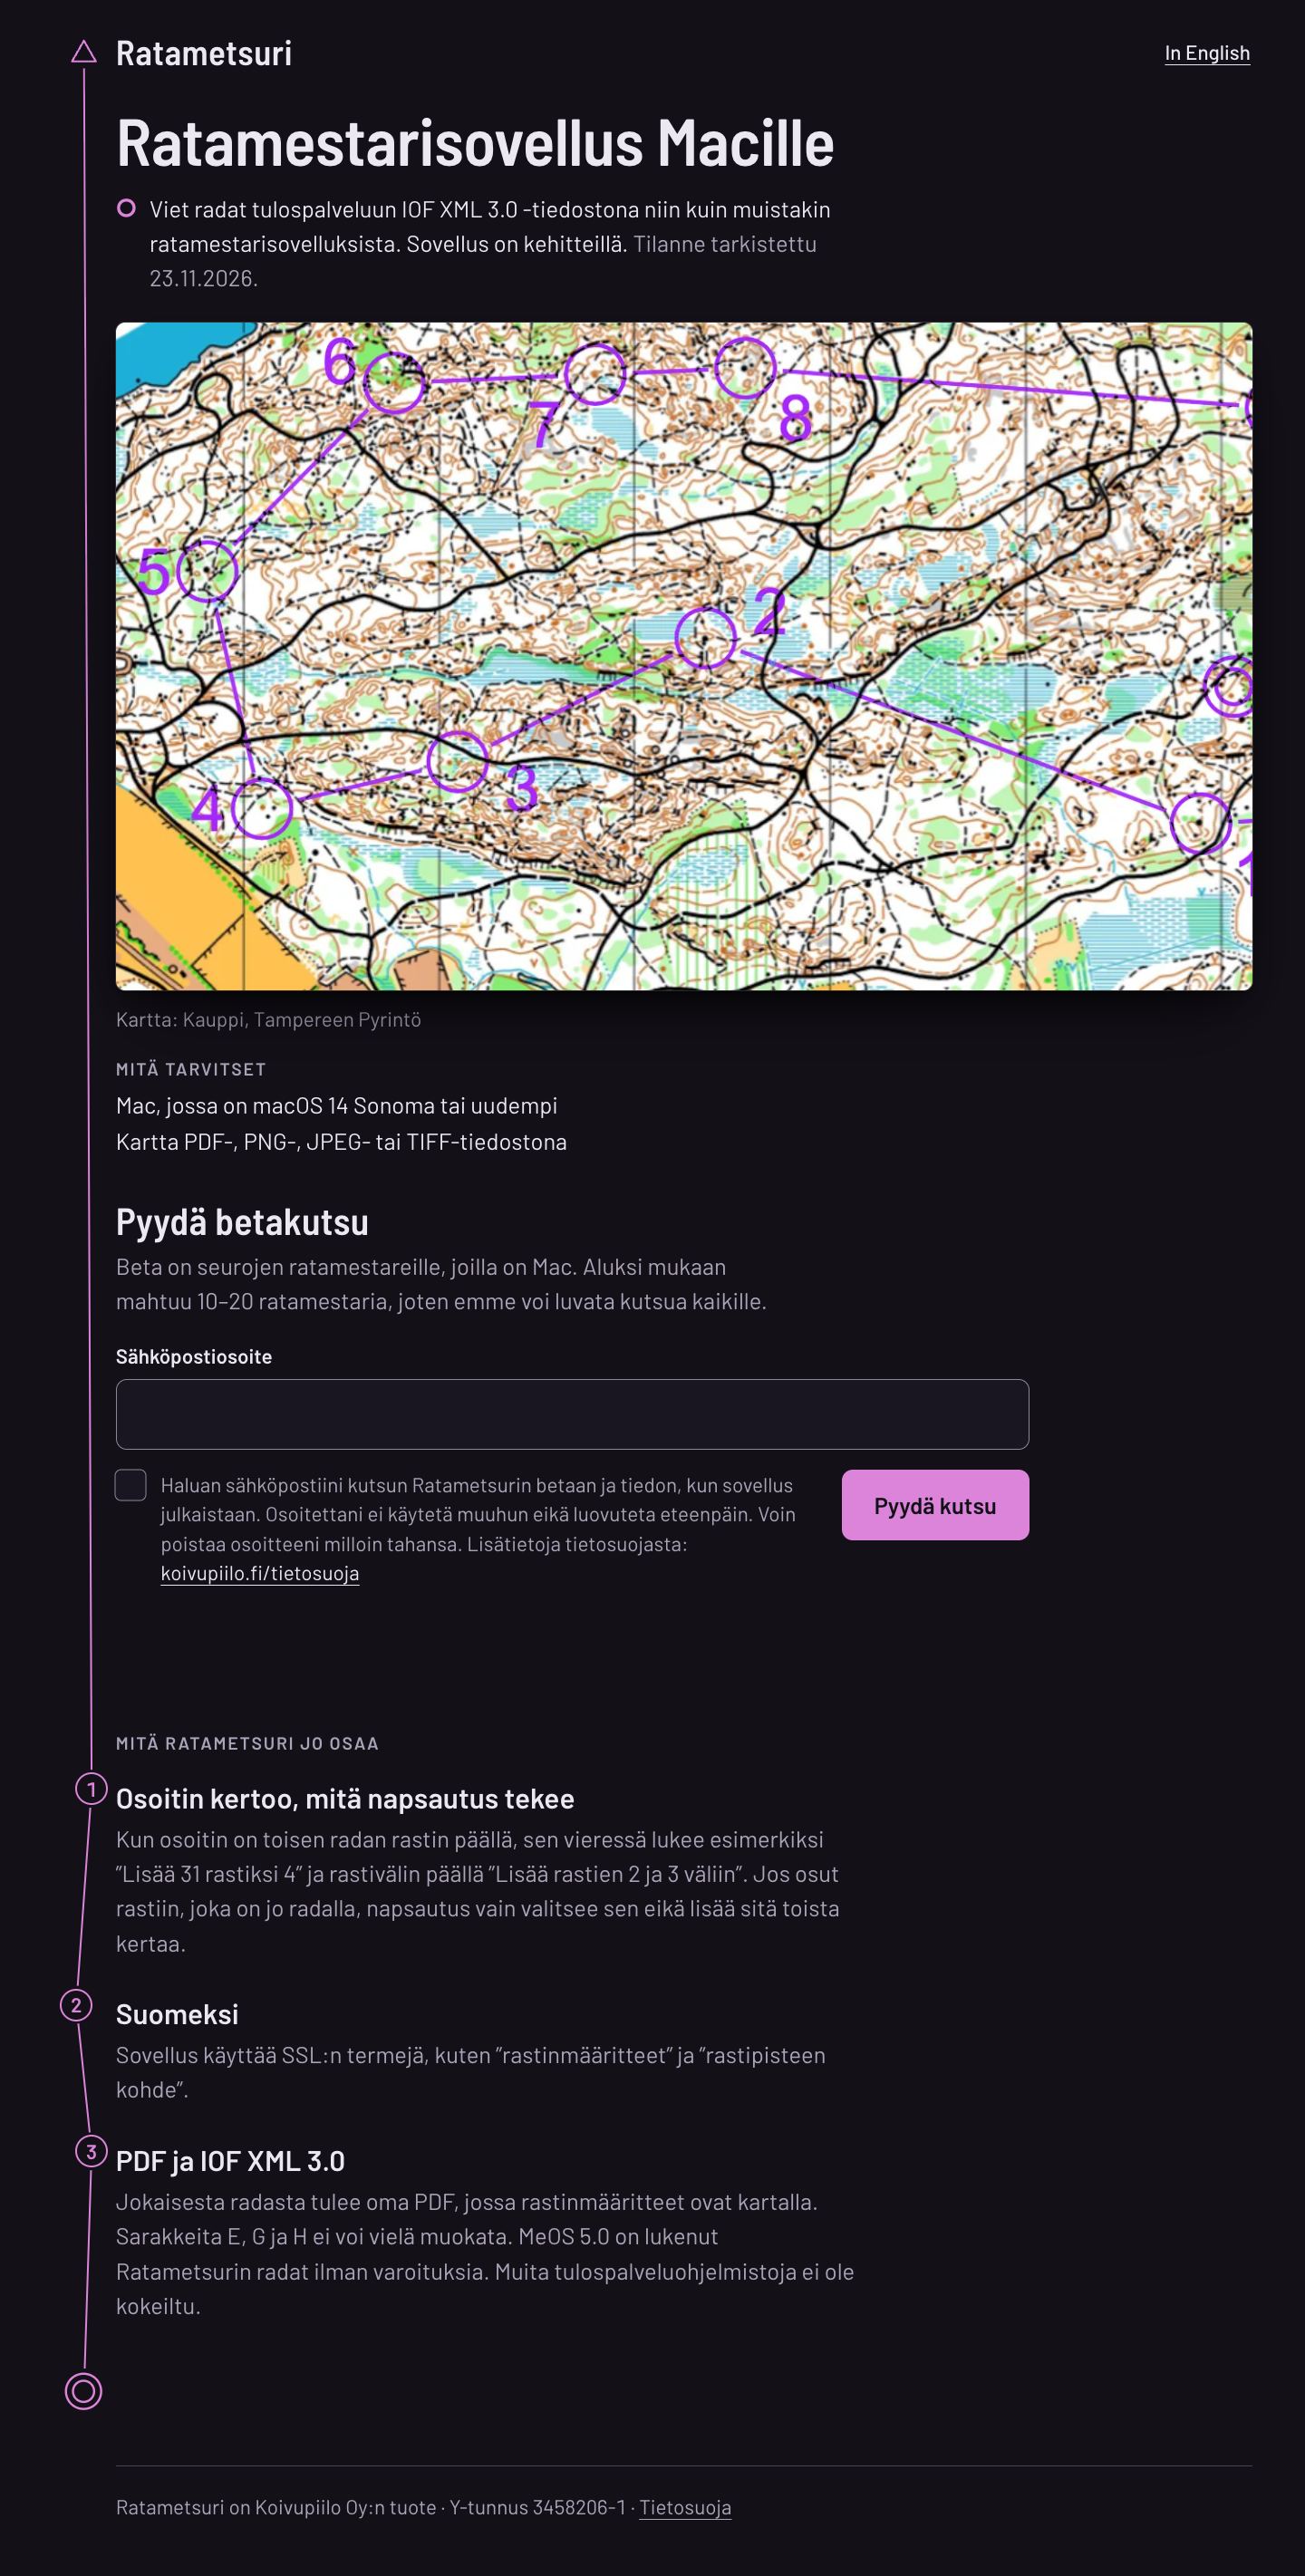 Ratametsuri
In English
Ratamestarisovellus Macille
Viet radat tulospalveluun IOF XML 3.0 -tiedostona niin kuin muistakin
ratamestarisovelluksista. Sovellus on kehitteillä. Tilanne tarkistettu
23.11.2026.
6
7
8
5
2
3
4
1
Kartta: Kauppi, Tampereen Pyrintö
MITÄ TARVITSET
Mac, jossa on macOS 14 Sonoma tai uudempi
Kartta PDF-, PNG-, JPEG- tai TIFF-tiedostona
Pyydä betakutsu
Beta on seurojen ratamestareille, joilla on Mac. Aluksi mukaan
mahtuu 10–20 ratamestaria, joten emme voi luvata kutsua kaikille.
Sähköpostiosoite
Haluan sähköpostiini kutsun Ratametsurin betaan ja tiedon, kun sovellus
julkaistaan. Osoitettani ei käytetä muuhun eikä luovuteta eteenpäin. Voin
poistaa osoitteeni milloin tahansa. Lisätietoja tietosuojasta:
koivupiilo.fi/tietosuoja
Pyydä kutsu
MITÄ RATAMETSURI JO OSAA
1 Osoitin kertoo, mitä napsautus tekee
Kun osoitin on toisen radan rastin päällä, sen vieressä lukee esimerkiksi
”Lisää 31 rastiksi 4” ja rastivälin päällä ”Lisää rastien 2 ja 3 väliin”. Jos osut
rastiin, joka on jo radalla, napsautus vain valitsee sen eikä lisää sitä toista
kertaa.
2 Suomeksi
Sovellus käyttää SSL:n termejä, kuten ”rastinmääritteet” ja ”rastipisteen
kohde”.
3 PDF ja IOF XML 3.0
Jokaisesta radasta tulee oma PDF, jossa rastinmääritteet ovat kartalla.
Sarakkeita E, G ja H ei voi vielä muokata. MeOS 5.0 on lukenut
Ratametsurin radat ilman varoituksia. Muita tulospalveluohjelmistoja ei ole
kokeiltu.
Ratametsuri on Koivupiilo Oy:n tuote · Y-tunnus 3458206-1 · Tietosuoja